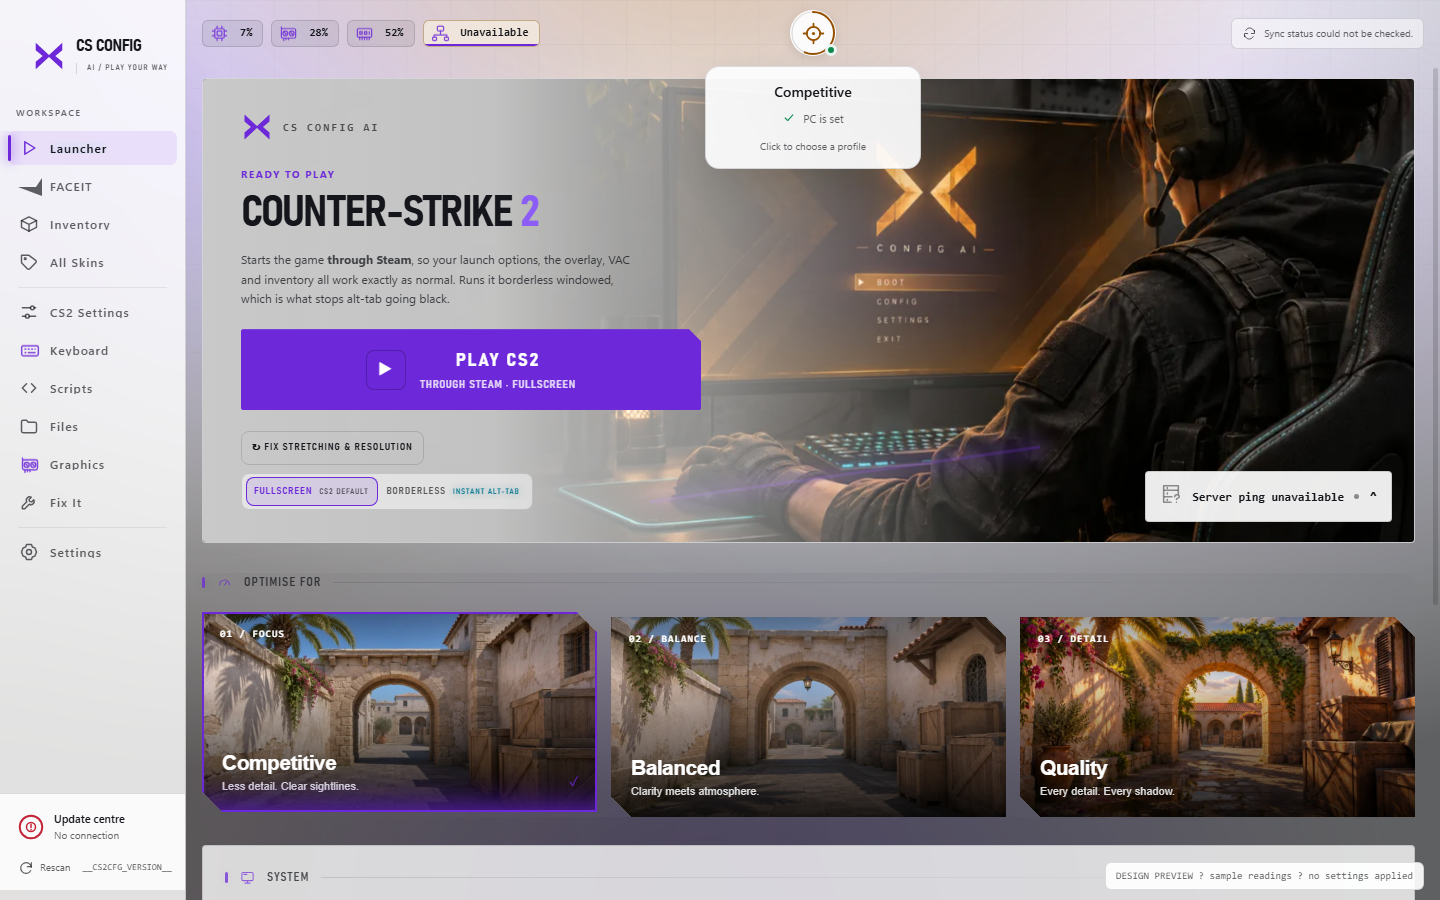 CS CONFIG
AI / PLAY YOUR WAY
7%
28%
52%
Unavailable
Sync status could not be checked.
WORKSPACE
Launcher
FACEIT
Inventory
All Skins
CS2 Settings
Keyboard
Scripts
Files
Graphics
Fix It
Settings
Update centre
No connection
Rescan
__CS2CFG_VERSION__
Competitive
PC is set
Click to choose a profile
CS CONFIG AI
READY TO PLAY
COUNTER-STRIKE 2
Starts the game through Steam, so your launch options, the overlay, VAC
and inventory all work exactly as normal. Runs it borderless windowed,
which is what stops alt-tab going black.
PLAY CS2
THROUGH STEAM · FULLSCREEN
↻ FIX STRETCHING & RESOLUTION
FULLSCREEN CS2 DEFAULT
BORDERLESS INSTANT ALT-TAB
CONFIG AI
BOOT
CONFIG
SETTINGS
EXIT
Server ping unavailable
OPTIMISE FOR
01 / FOCUS
Competitive
Less detail. Clear sightlines.
02 / BALANCE
Balanced
Clarity meets atmosphere.
03 / DETAIL
Quality
Every detail. Every shadow.
SYSTEM
DESIGN PREVIEW ? sample readings ? no settings applied